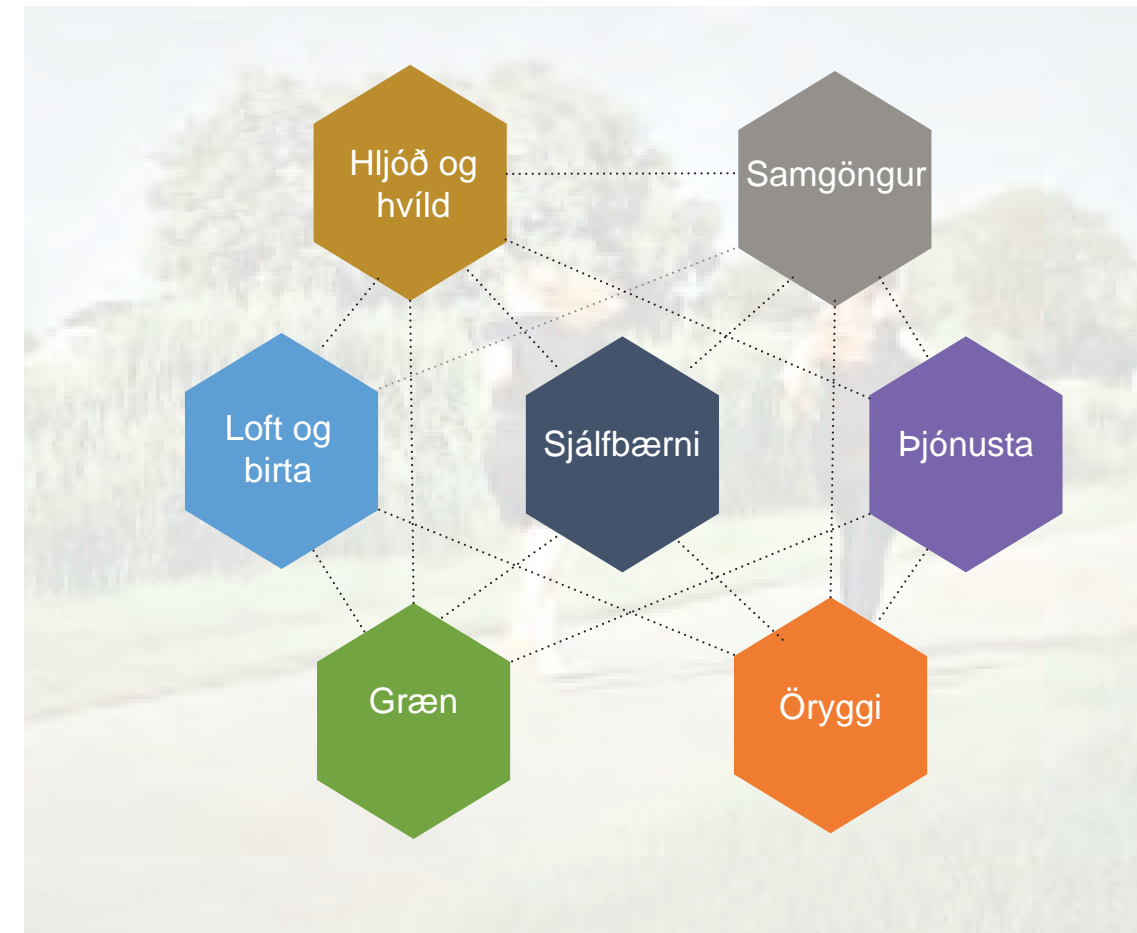 Hljóð og
hvíld
Samgöngur
Loft og
birta
Sjálfbærni
Þjónusta
Græn
Öryggi